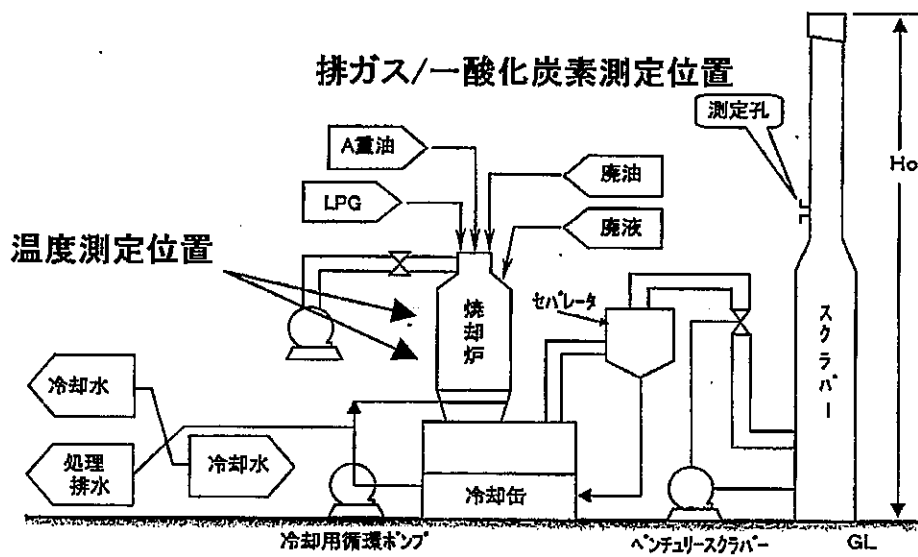 排ガス/一酸化炭素測定位置
測定孔
Ho
A重油
廃油
LPG
廃液
温度測定位置
焼却炉
セパレータ
スクラバー
冷却水
冷却水
処理
排水
冷却缶
冷却用循環ポンプ
ベンチュリースクラバー
GL